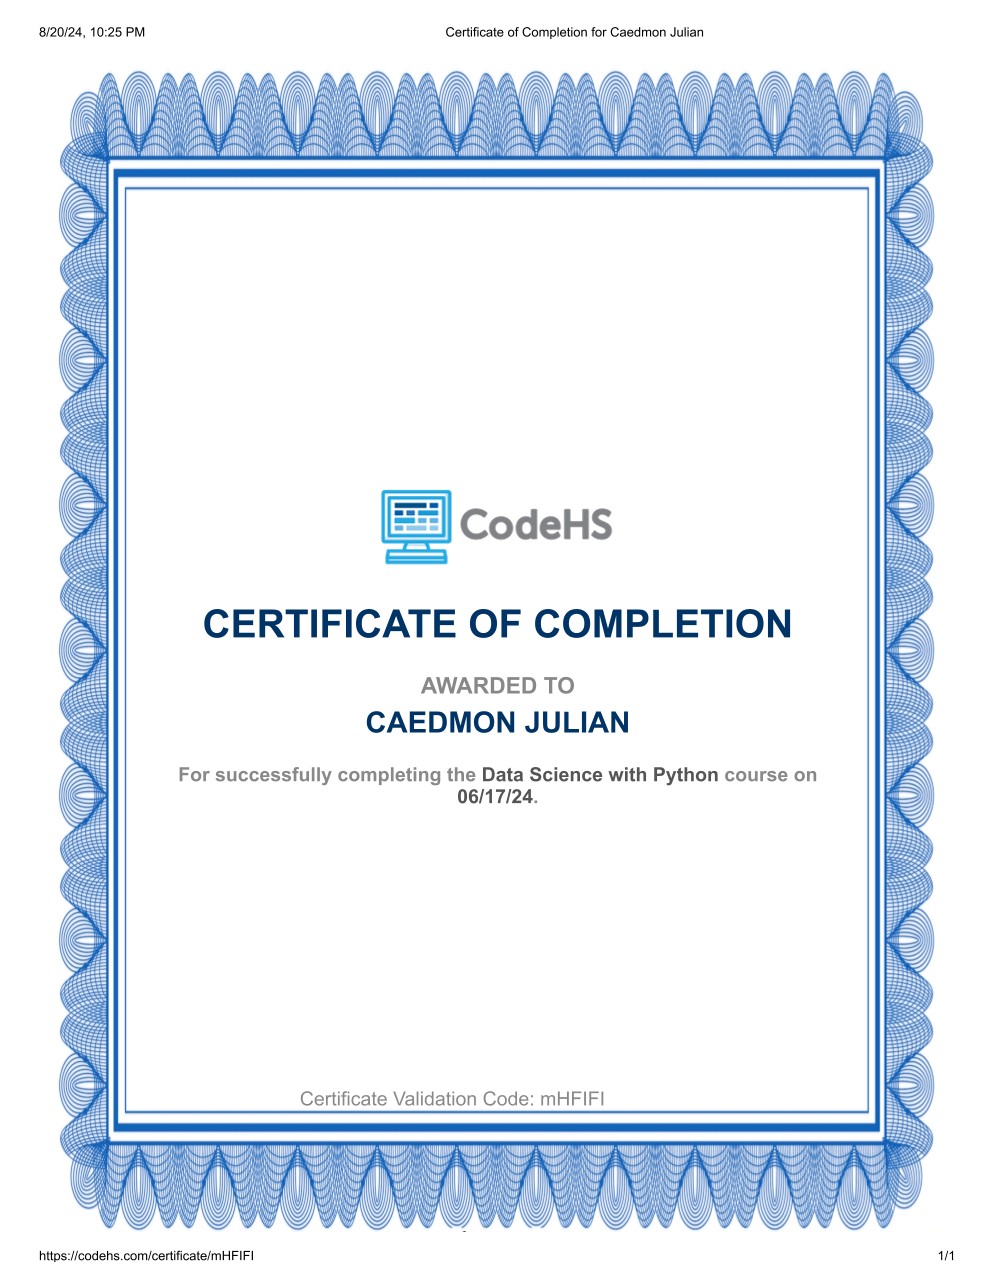 8/20/24, 10:25 PM
Certificate of Completion for Caedmon Julian
CodeHS
CERTIFICATE OF COMPLETION
AWARDED TO
CAEDMON JULIAN
For successfully completing the Data Science with Python course on
06/17/24.
Certificate Validation Code: mHFIFI
https://codehs.com/certificate/mHFIFI
1/1